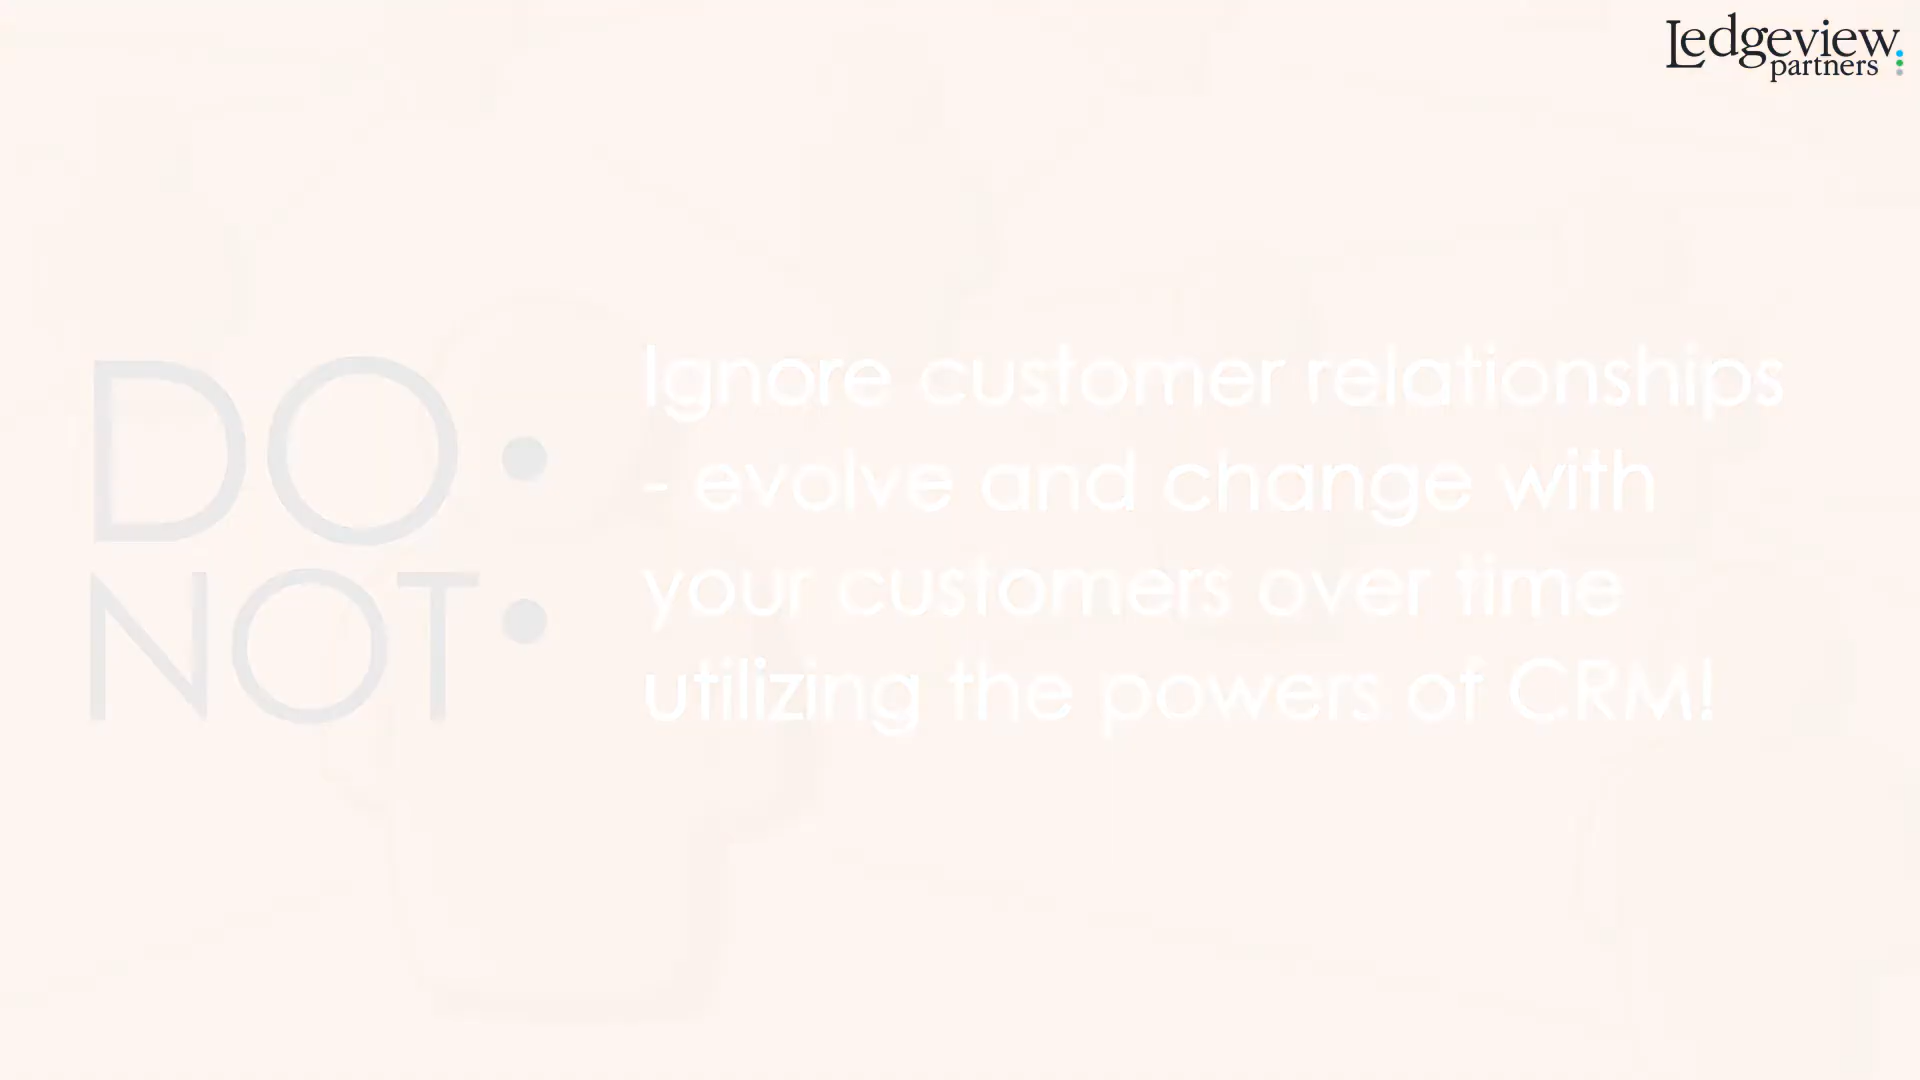 Ledgeview
partners
DO
NOT:
Ignore customer relationships
- evolve and change with
your customers over time
utilizing the powers of CRM!